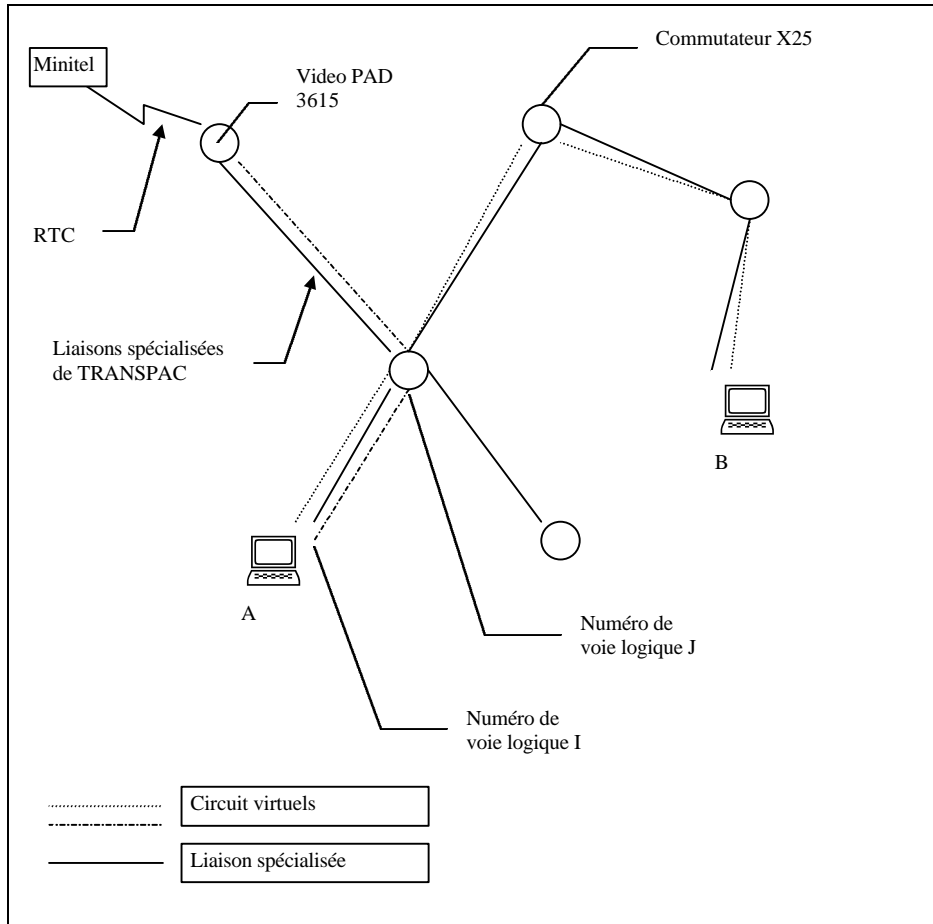 Commutateur X25
Minitel
Video PAD
3615
RTC
Liaisons spécialisées
de TRANSPAC
B
A
Numéro de
voie logique J
Numéro de
voie logique I
Circuit virtuels
Liaison spécialisée